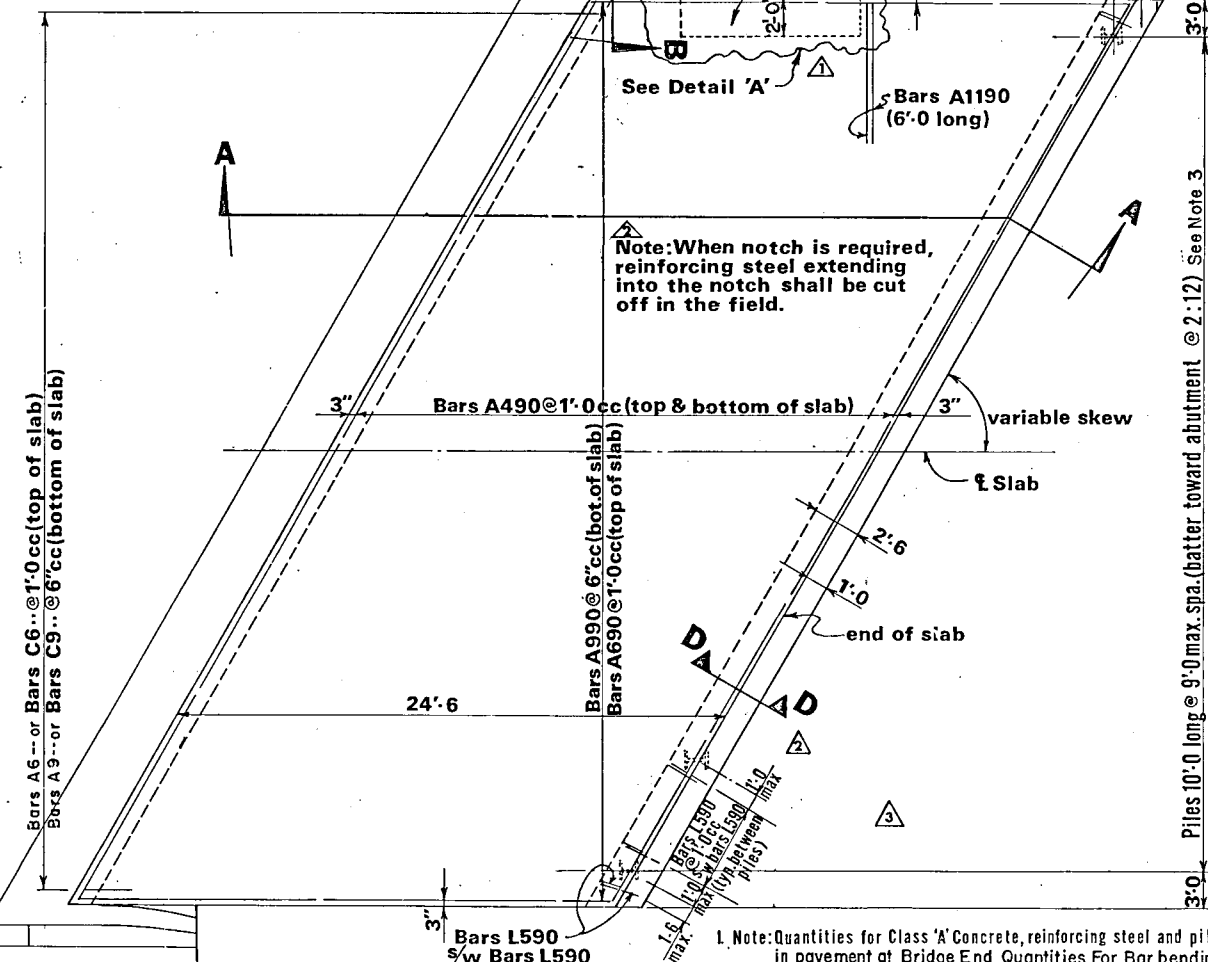 3'·0
2'·0
B
See Detail 'A'
1
Bars A1190
(6'·0 long)
A
A
2
Note:When notch is required,
reinforcing steel extending
into the notch shall be cut
off in the field.
3"
Bars A490@1'·0cc(top & bottom of slab)
3"
variable skew
℄ Slab
2'·6
1'·0
end of slab
D
D
2
24'·6
3
Bars A6--or Bars C6--@1'·0cc(top of slab)
Bars A9--or Bars C9--@6"cc(bottom of slab)
Bars A990@6"cc(bot.of slab)
Bars A690@1'·0cc(top of slab)
Piles 10'·0 long @ 9'·0max.spa.(batter toward abutment @2:12) See Note 3
1'·0
max
Bars L590
@1'·0cc
s/w bars L590
(typ.between
piles)
1'·0
max
1·6
max.
3"
3'·0
Bars L590
s/w Bars L590
1. Note:Quantities for Class 'A' Concrete, reinforcing steel and
in pavement at Bridge End Quantities For Bar bending